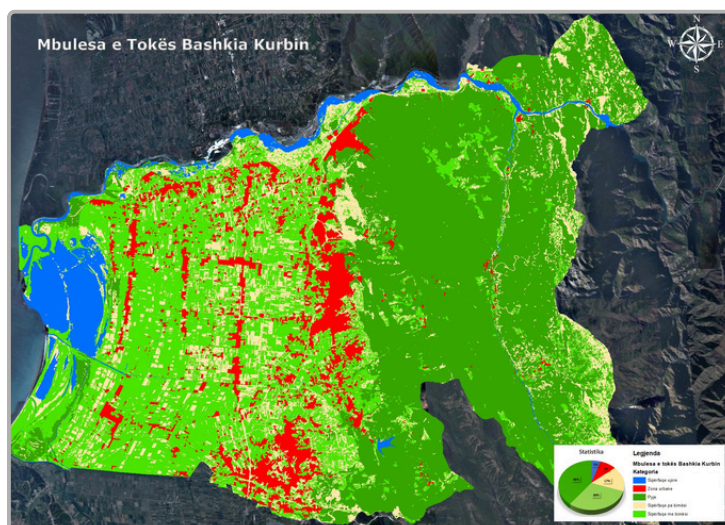 Mbulesa e Tokës Bashkia Kurbin
N
W E
S
Statistika
Legjenda
Mbulesa e tokës Bashkia Kurbin
Kategoria
Sipërfaqe ujore
Zona urbane
Pyje
Sipërfaqe pa bimësi
Sipërfaqe me bimësi